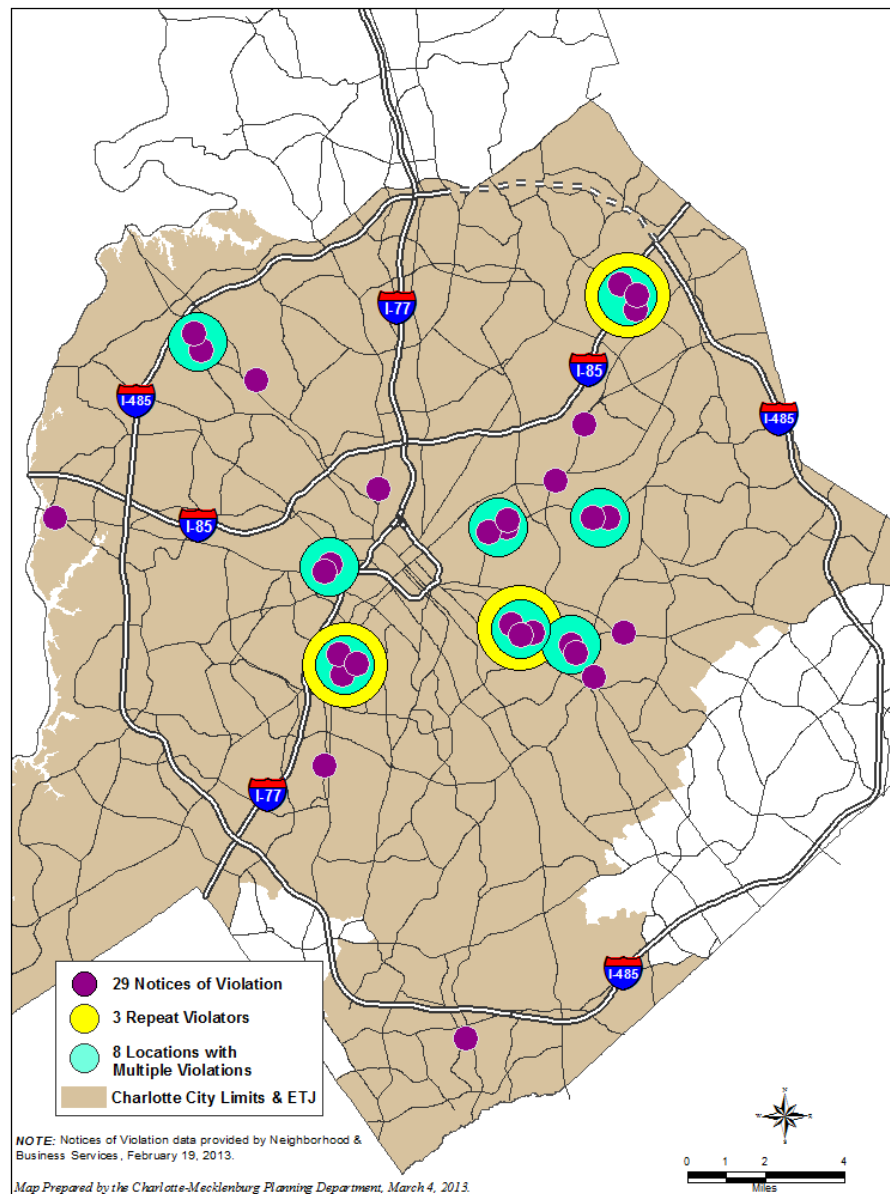 I-77
I-85
I-485
I-485
I-85
I-77
I-485
29 Notices of Violation
3 Repeat Violators
8 Locations with
Multiple Violations
Charlotte City Limits & ETJ
NOTE: Notices of Violation data provided by Neighborhood &
Business Services, February 19, 2013.
Map Prepared by the Charlotte-Mecklenburg Planning Department, March 4, 2013.
N
W E
S
0 1 2 4
Miles